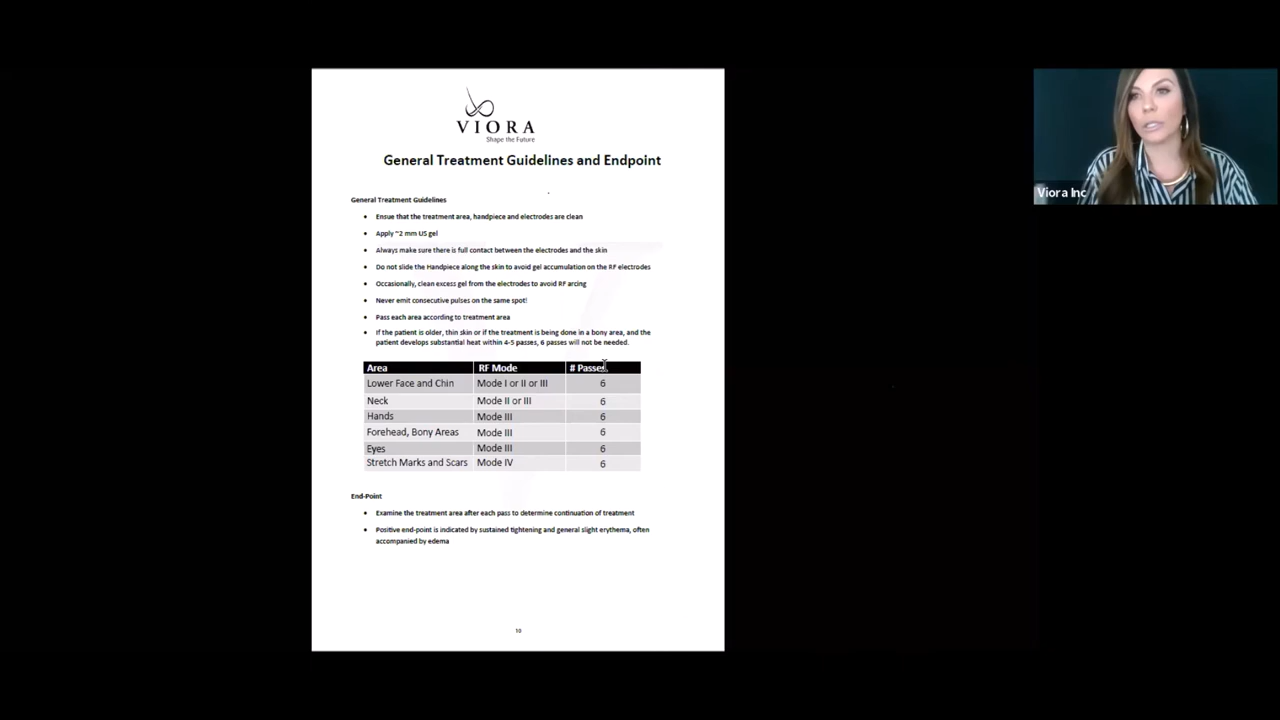 VIORA
Shape the Future
General Treatment Guidelines and Endpoint
Viora Inc
General Treatment Guidelines
• Ensue that the treatment area, handpiece and electrodes are clean
• Apply ~2 mm US gel
• Always make sure there is full contact between the electrodes and the skin
• Do not slide the Handpiece along the skin to avoid gel accumulation on the RF electrodes
• Occasionally, clean excess gel from the electrodes to avoid RF arcing
• Never emit consecutive pulses on the same spot!
• Pass each area according to treatment area
• If the patient is older, thin skin or if the treatment is being done in a bony area, and the
patient develops substantial heat within 4-5 passes, 6 passes will not be needed.
Area RF Mode # Passes
Lower Face and Chin Mode I or II or III 6
Neck Mode II or III 6
Hands Mode III 6
Forehead, Bony Areas Mode III 6
Eyes Mode III 6
Stretch Marks and Scars Mode IV 6
End-Point
• Examine the treatment area after each pass to determine continuation of treatment
• Positive end-point is indicated by sustained tightening and general slight erythema, often
accompanied by edema
10